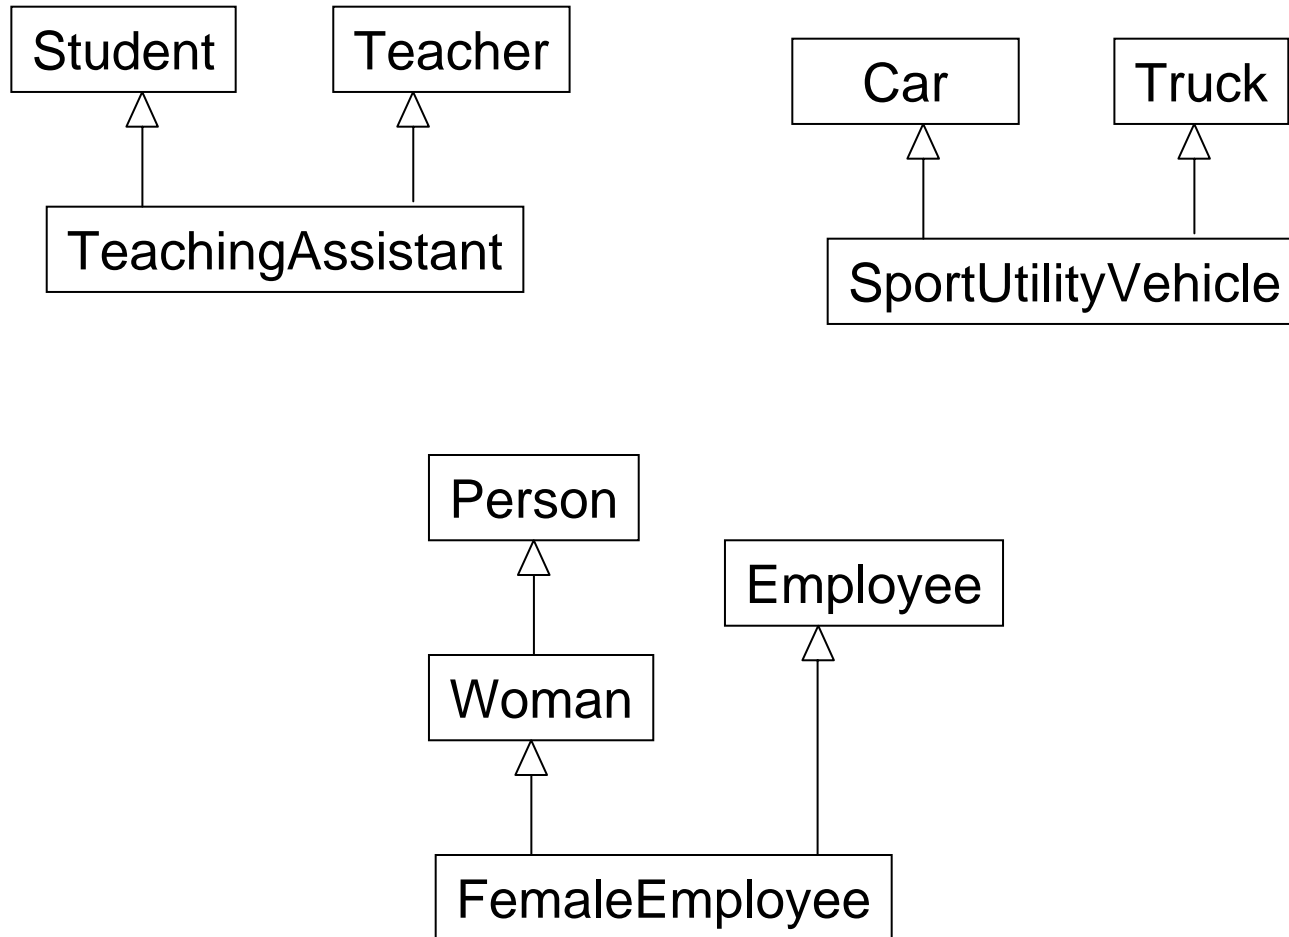 Student
Teacher
Car
Truck
TeachingAssistant
SportUtilityVehicle
Person
Employee
Woman
FemaleEmployee